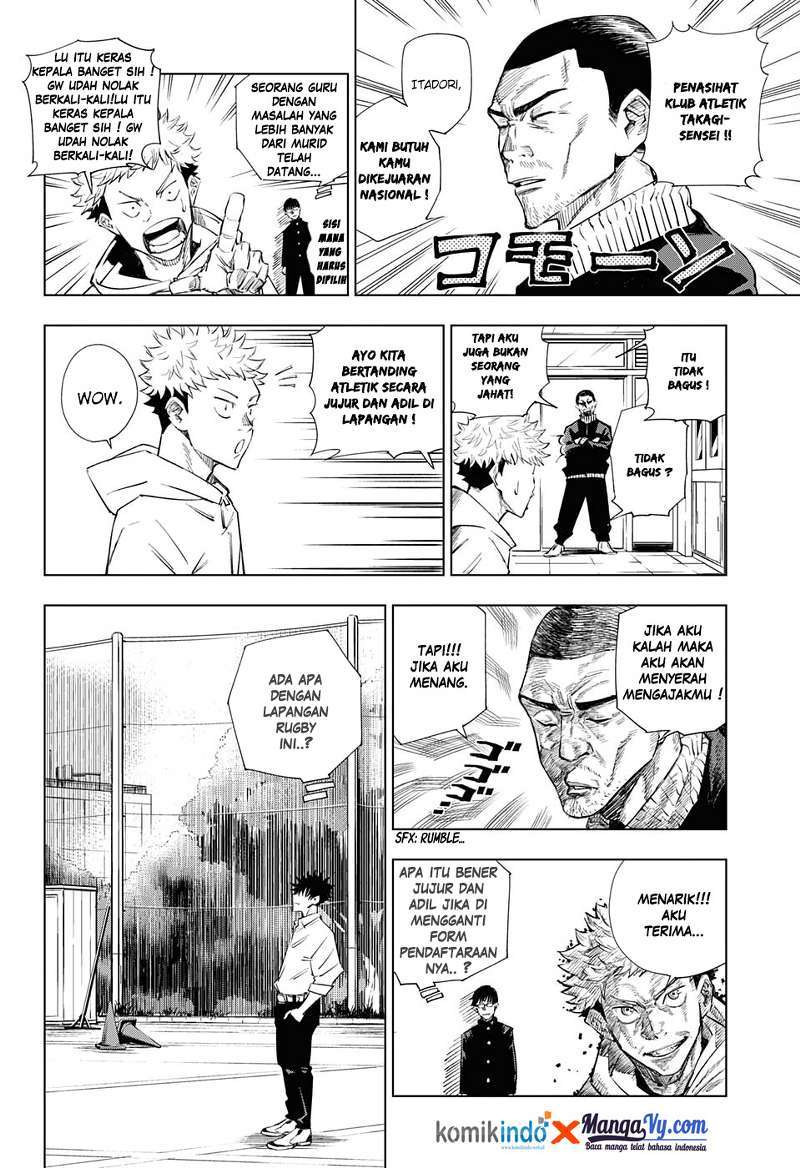 PENASIHAT
KLUB ATLETIK
TAKAGI-
SENSEI !!
ITADORI,
KAMI BUTUH
KAMU
DIKEJUARAN
NASIONAL !
コモーン
SEORANG GURU
DENGAN
MASALAH YANG
LEBIH BANYAK
DARI MURID
TELAH
DATANG...
SISI
MANA
YANG
HARUS
DIPILIH
LU ITU KERAS
KEPALA BANGET SIH !
GW UDAH NOLAK
BERKALI-KALI!LU ITU
KERAS KEPALA
BANGET SIH ! GW
UDAH NOLAK
BERKALI-KALI!
ITU
TIDAK
BAGUS !
TIDAK
BAGUS ?
TAPI AKU
JUGA BUKAN
SEORANG
YANG
JAHAT!
AYO KITA
BERTANDING
ATLETIK SECARA
JUJUR DAN ADIL DI
LAPANGAN !
WOW.
JIKA AKU
KALAH MAKA
AKU AKAN
MENYERAH
MENGAJAKMU !
TAPI!!!
JIKA AKU
MENANG.
ゴゴゴ
SFX: RUMBLE...
MENARIK!!!
AKU
TERIMA...
APA ITU BENER
JUJUR DAN
ADIL JIKA DI
MENGGANTI
FORM
PENDAFTARAAN
NYA.. ?
ADA APA
DENGAN
LAPANGAN
RUGBY
INI..?
komikindo X MangaVy.com
www.komikindo.web.id
Baca manga telat bahasa indonesia